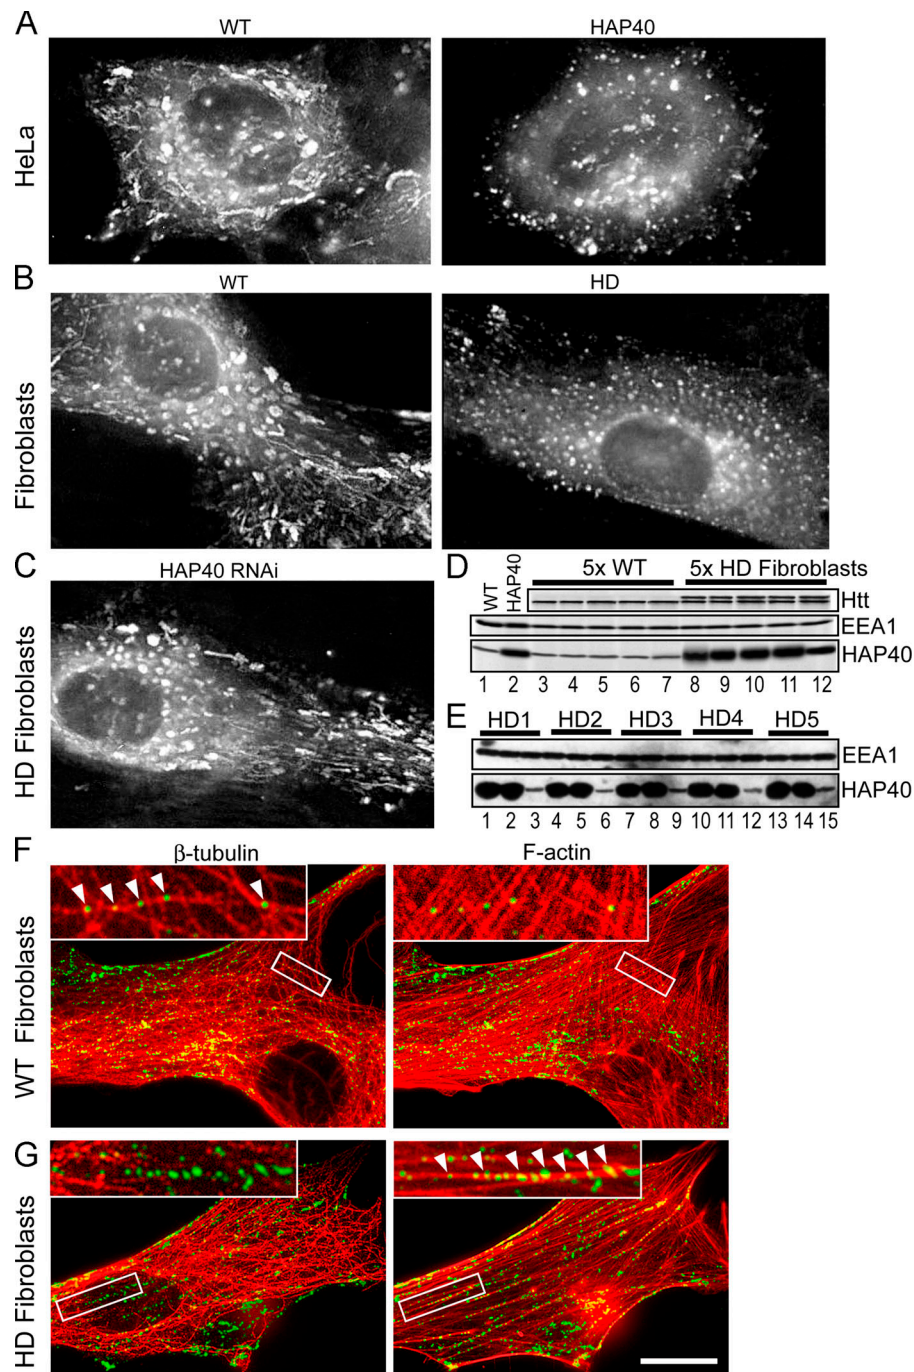 A
WT
HAP40
HeLa
B
WT
HD
Fibroblasts
C
HAP40 RNAi
HD Fibroblasts
D
WT
HAP40
5x WT
5x HD Fibroblasts
Htt
EEA1
HAP40
1 2 3 4 5 6 7 8 9 10 11 12
E
HD1 HD2 HD3 HD4 HD5
EEA1
HAP40
1 2 3 4 5 6 7 8 9 10 11 12 13 14 15
F
β-tubulin
F-actin
WT Fibroblasts
G
HD Fibroblasts